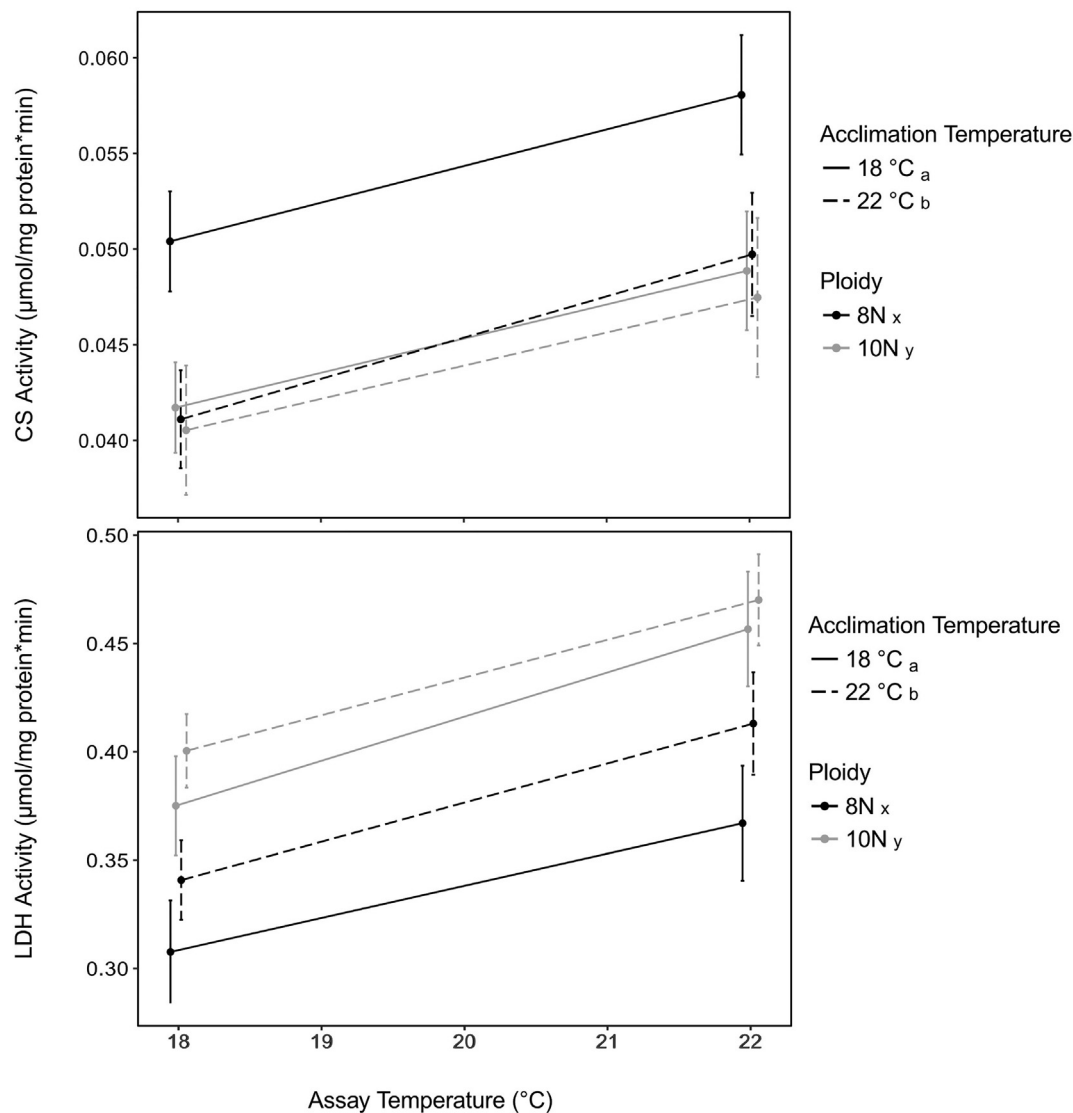 CS Activity (µmol/mg protein*min)
0.060
0.055
0.050
0.045
0.040
Acclimation Temperature
18 °C a
22 °C b
Ploidy
8N x
10N y
LDH Activity (µmol/mg protein*min)
0.50
0.45
0.40
0.35
0.30
18 19 20 21 22
Assay Temperature (°C)
Acclimation Temperature
18 °C a
22 °C b
Ploidy
8N x
10N y